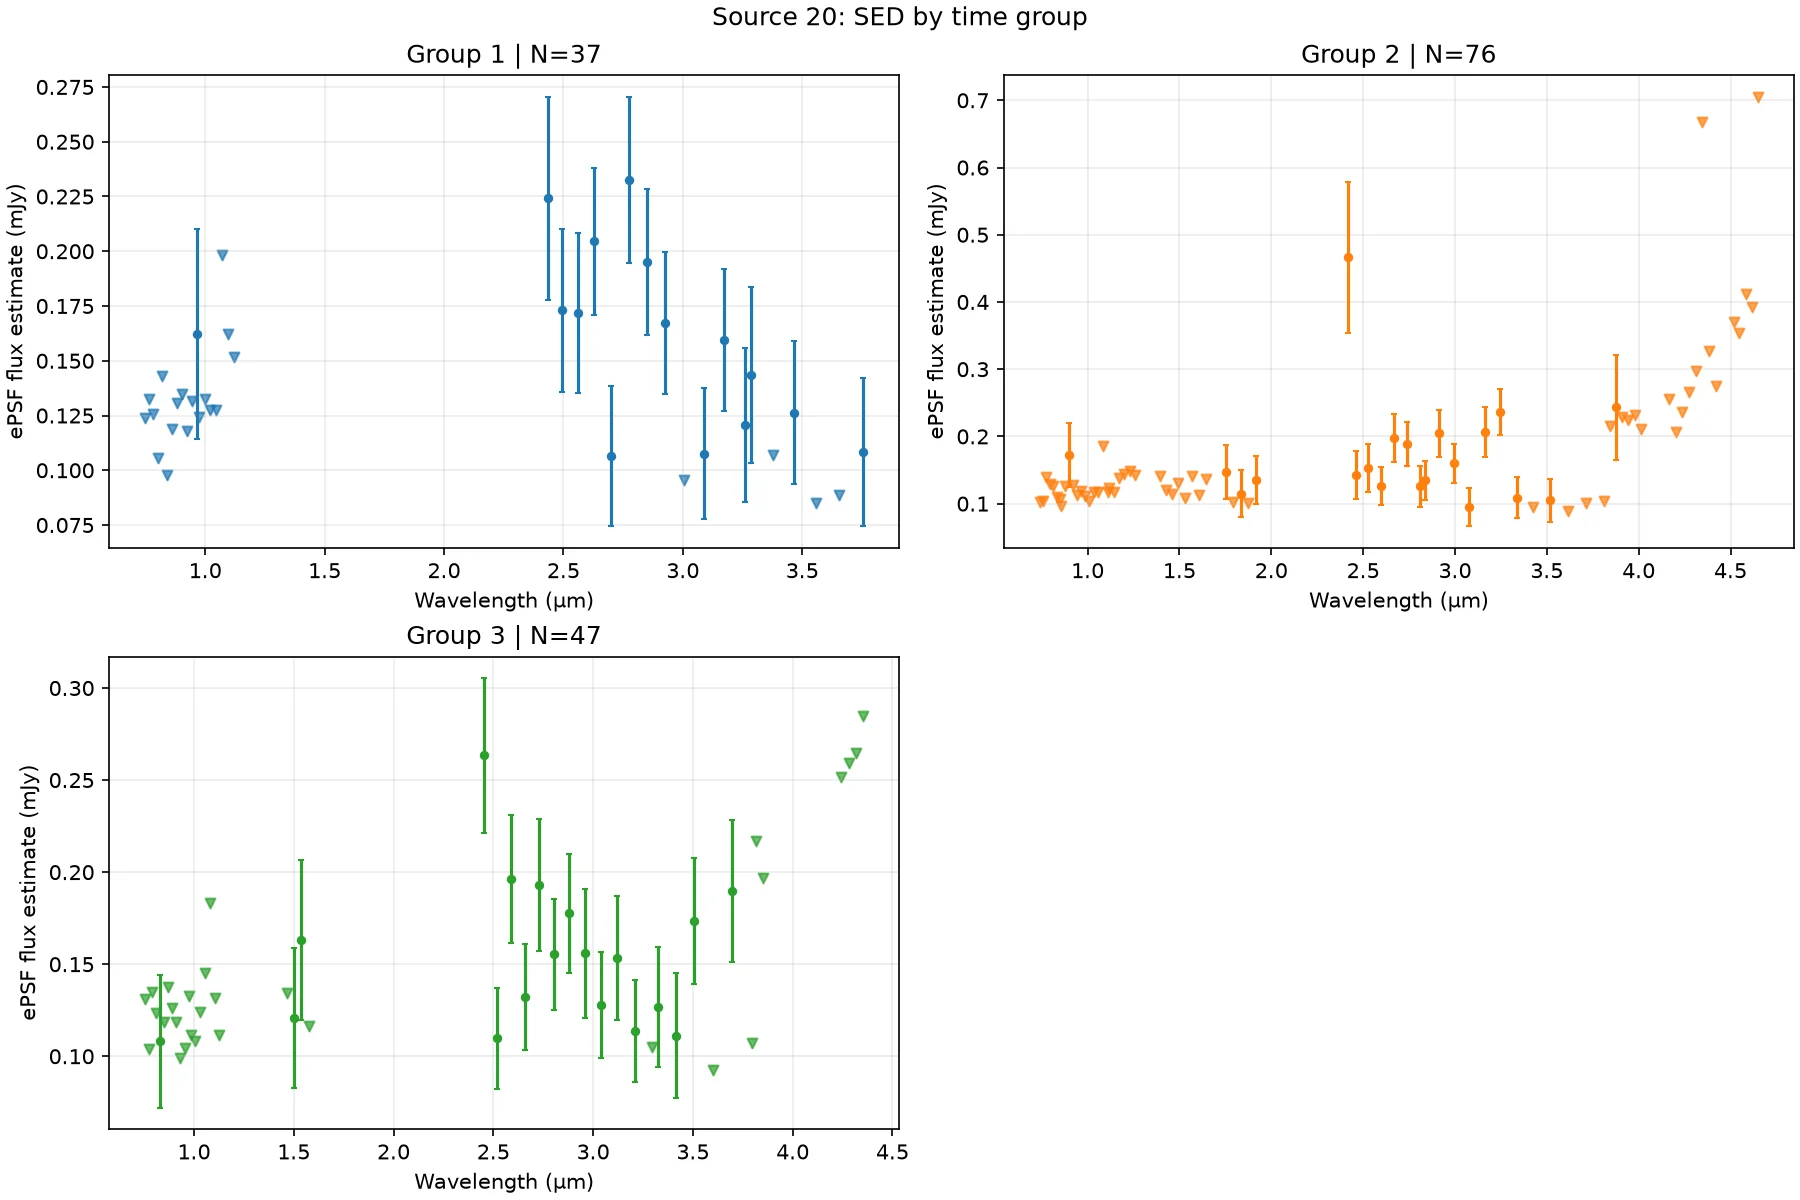 Source 20: SED by time group
Group 1 | N=37
ePSF flux estimate (mJy)
0.275
0.250
0.225
0.200
0.175
0.150
0.125
0.100
0.075
1.0 1.5 2.0 2.5 3.0 3.5
Wavelength (µm)
Group 2 | N=76
ePSF flux estimate (mJy)
0.7
0.6
0.5
0.4
0.3
0.2
0.1
1.0 1.5 2.0 2.5 3.0 3.5 4.0 4.5
Wavelength (µm)
Group 3 | N=47
ePSF flux estimate (mJy)
0.30
0.25
0.20
0.15
0.10
1.0 1.5 2.0 2.5 3.0 3.5 4.0 4.5
Wavelength (µm)